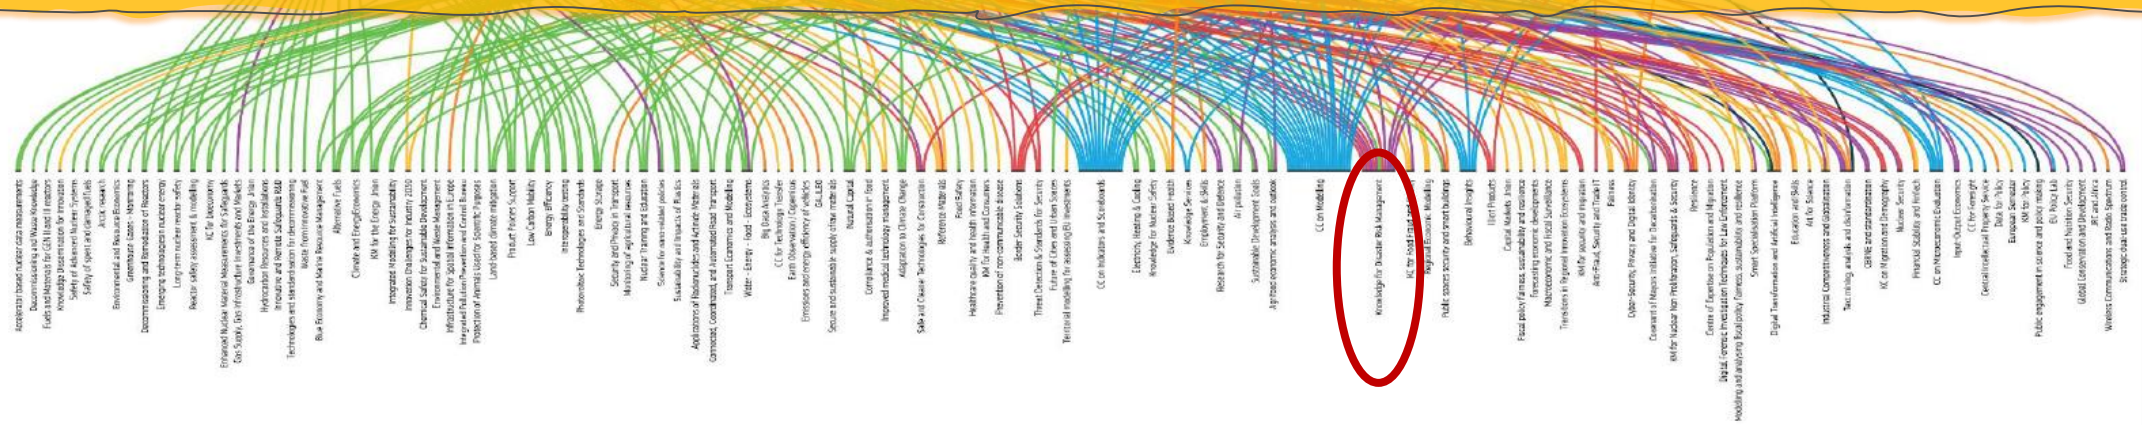 Accelerator based nuclear data measurements
Decommissioning and Waste Knowledge
Fuels and Materials for GEN III and IV reactors
Knowledge Dissemination for Innovation
Safety of Advanced Nuclear Systems
Safety of spent and damaged fuels
Arctic research
Environmental and Resource Economics
Greenhouse Gases - Monitoring
Decommissioning and Remediation of Reactors
Emerging technologies in nuclear energy
Long-term nuclear reactor safety
Reactor safety assessment & modelling
KC for Bioeconomy
Enhanced Nuclear Material Measurements for Safeguards
Gas Supply, Gas Infrastructure Investments and Markets
Governance of the Energy Union
Hydrocarbon Resources and Installations
Innovative and Remote Safeguards R&D
Technologies and standardisation for decommissioning
Waste from Innovative Fuel
Blue Economy and Marine Resource Management
Alternative Fuels
Climate and Energy Economics
KM for the Energy Union
Integrated Modelling for Sustainability
Innovation Challenges for Industry 2050
Chemical Safety for Sustainable Development
Environmental and Waste Management
Infrastructure for Spatial Information in Europe
Integrated Pollution Prevention and Control Bureau
Protection of Animals Used for Scientific Purposes
Land-based climate mitigation
Product Policies Support
Low Carbon Mobility
Energy efficiency
Interoperability testing
Photovoltaic Technologies and Standards
Energy Storage
Security and Privacy in Transport
Monitoring of agricultural resources
Nuclear Training and Education
Science for nano-related policies
Sustainability and Impacts of Plastics
Applications of Radionuclides and Actinide Materials
Connected, Coordinated, and Automated Road Transport
Transport Economics and Modelling
Water - Energy - Food - Ecosystems
Big Data Analytics
CC for Technology Transfer
Earth Observation / Copernicus
Emissions and energy efficiency of vehicles
GALILEO
Secure and sustainable supply of raw materials
Natural Capital
Compliance & authentication in food
Improved medical technology management
Adaptation to Climate Change
Safe and Cleaner Technologies for Construction
Reference Materials
Food Safety
Healthcare quality and health information
KM for Health and Consumers
Prevention of non-communicable disease
Border Security Solutions
Threat Detection & Standards for Security
Future of Cities and Urban Spaces
Territorial modelling for assessing EU investments
CC on Indicators and Scoreboards
Electricity, Heating & Cooling
Knowledge for Nuclear Safety
Evidence Based Health
Knowledge Services
Employment & Skills
Research for Security and Defence
Air pollution
Sustainable Development Goals
Agri-food economic analysis and outlook
CC on Modelling
Knowledge for Disaster Risk Management
KC for Food Fraud and
Regional Economic Modelling
Public spaces security and smart buildings
Behavioural Insights
Illicit Products
Capital Markets Union
Fiscal policy fairness, sustainability and resilience
Forecasting economic developments
Macroeconomic and Fiscal Surveillance
Transitions in Regional Innovation Ecosystems
KM for security and migration
Anti-Fraud, Security and Trade IT
Fairness
Cyber-Security, Privacy and Digital Identity
Covenant of Mayors Initiative for Decarbonisation
KM for Nuclear Non Proliferation, Safeguards & Security
Resilience
Centre of Expertise on Population and Migration
Digital Forensic Investigation Techniques for Law Enforcement
Modelling and analysing fiscal policy fairness, sustainability and resilience
Smart Specialisation Platform
Digital Transformation and Artificial Intelligence
Education and Skills
Art for Science
Industrial Competitiveness and Globalisation
Text mining, analysis and disinformation
CBRNE and standardisation
KC on Migration and Demography
Nuclear Security
Financial Stability and FinTech
CC on Microeconomic Evaluation
Input-Output Economics
CC for Foresight
Central Intellectual Property Service
Data for Policy
European Semester
KM for Policy
Public engagement in science and policy making
EU Policy Lab
Food and Nutrition Security
Global Conservation and Development
JRC and Africa
Wireless Communications and Radio Spectrum
Strategic dual-use trade control